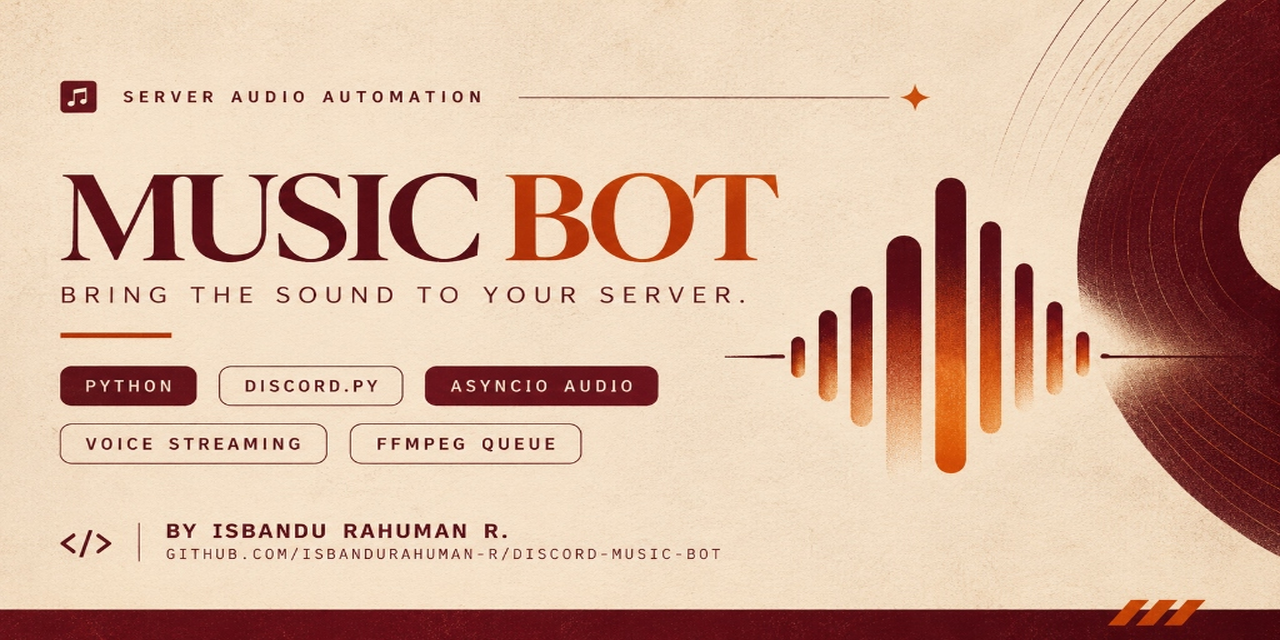 SERVER AUDIO AUTOMATION
MUSIC BOT
BRING THE SOUND TO YOUR SERVER.
PYTHON DISCORD.PY ASYNCIO AUDIO
VOICE STREAMING FFMPEG QUEUE
</> BY ISBANDU RAHUMAN R.
GITHUB.COM/ISBANDURAHUMAN-R/DISCORD-MUSIC-BOT